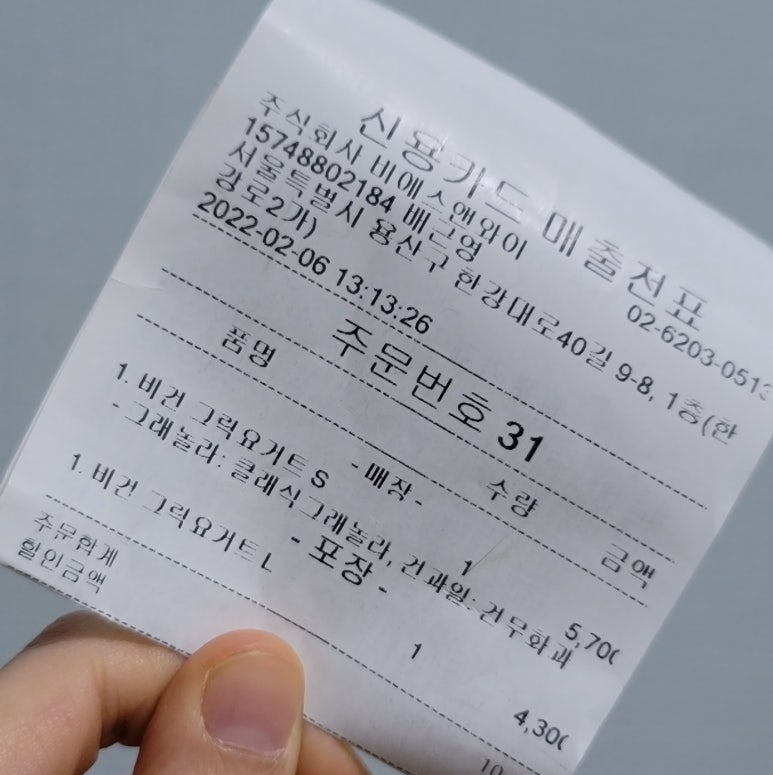 신용카드 매출전표
주식회사 비에스앤와이 02-6203-0513
15748802184 배근영
서울특별시 용산구 한강대로40길 9-8, 1층(한
강로2가)
2022-02-06 13:13:26
주문번호 31
품명 수량 금액
- 매장 -
1. 비건 그릭요거트 S 1 5,700
- 그래놀라: 클래식그래놀라, 건과일: 건무화과
- 포장 -
1. 비건 그릭요거트 L 1 4,300
주문합계 10
할인금액